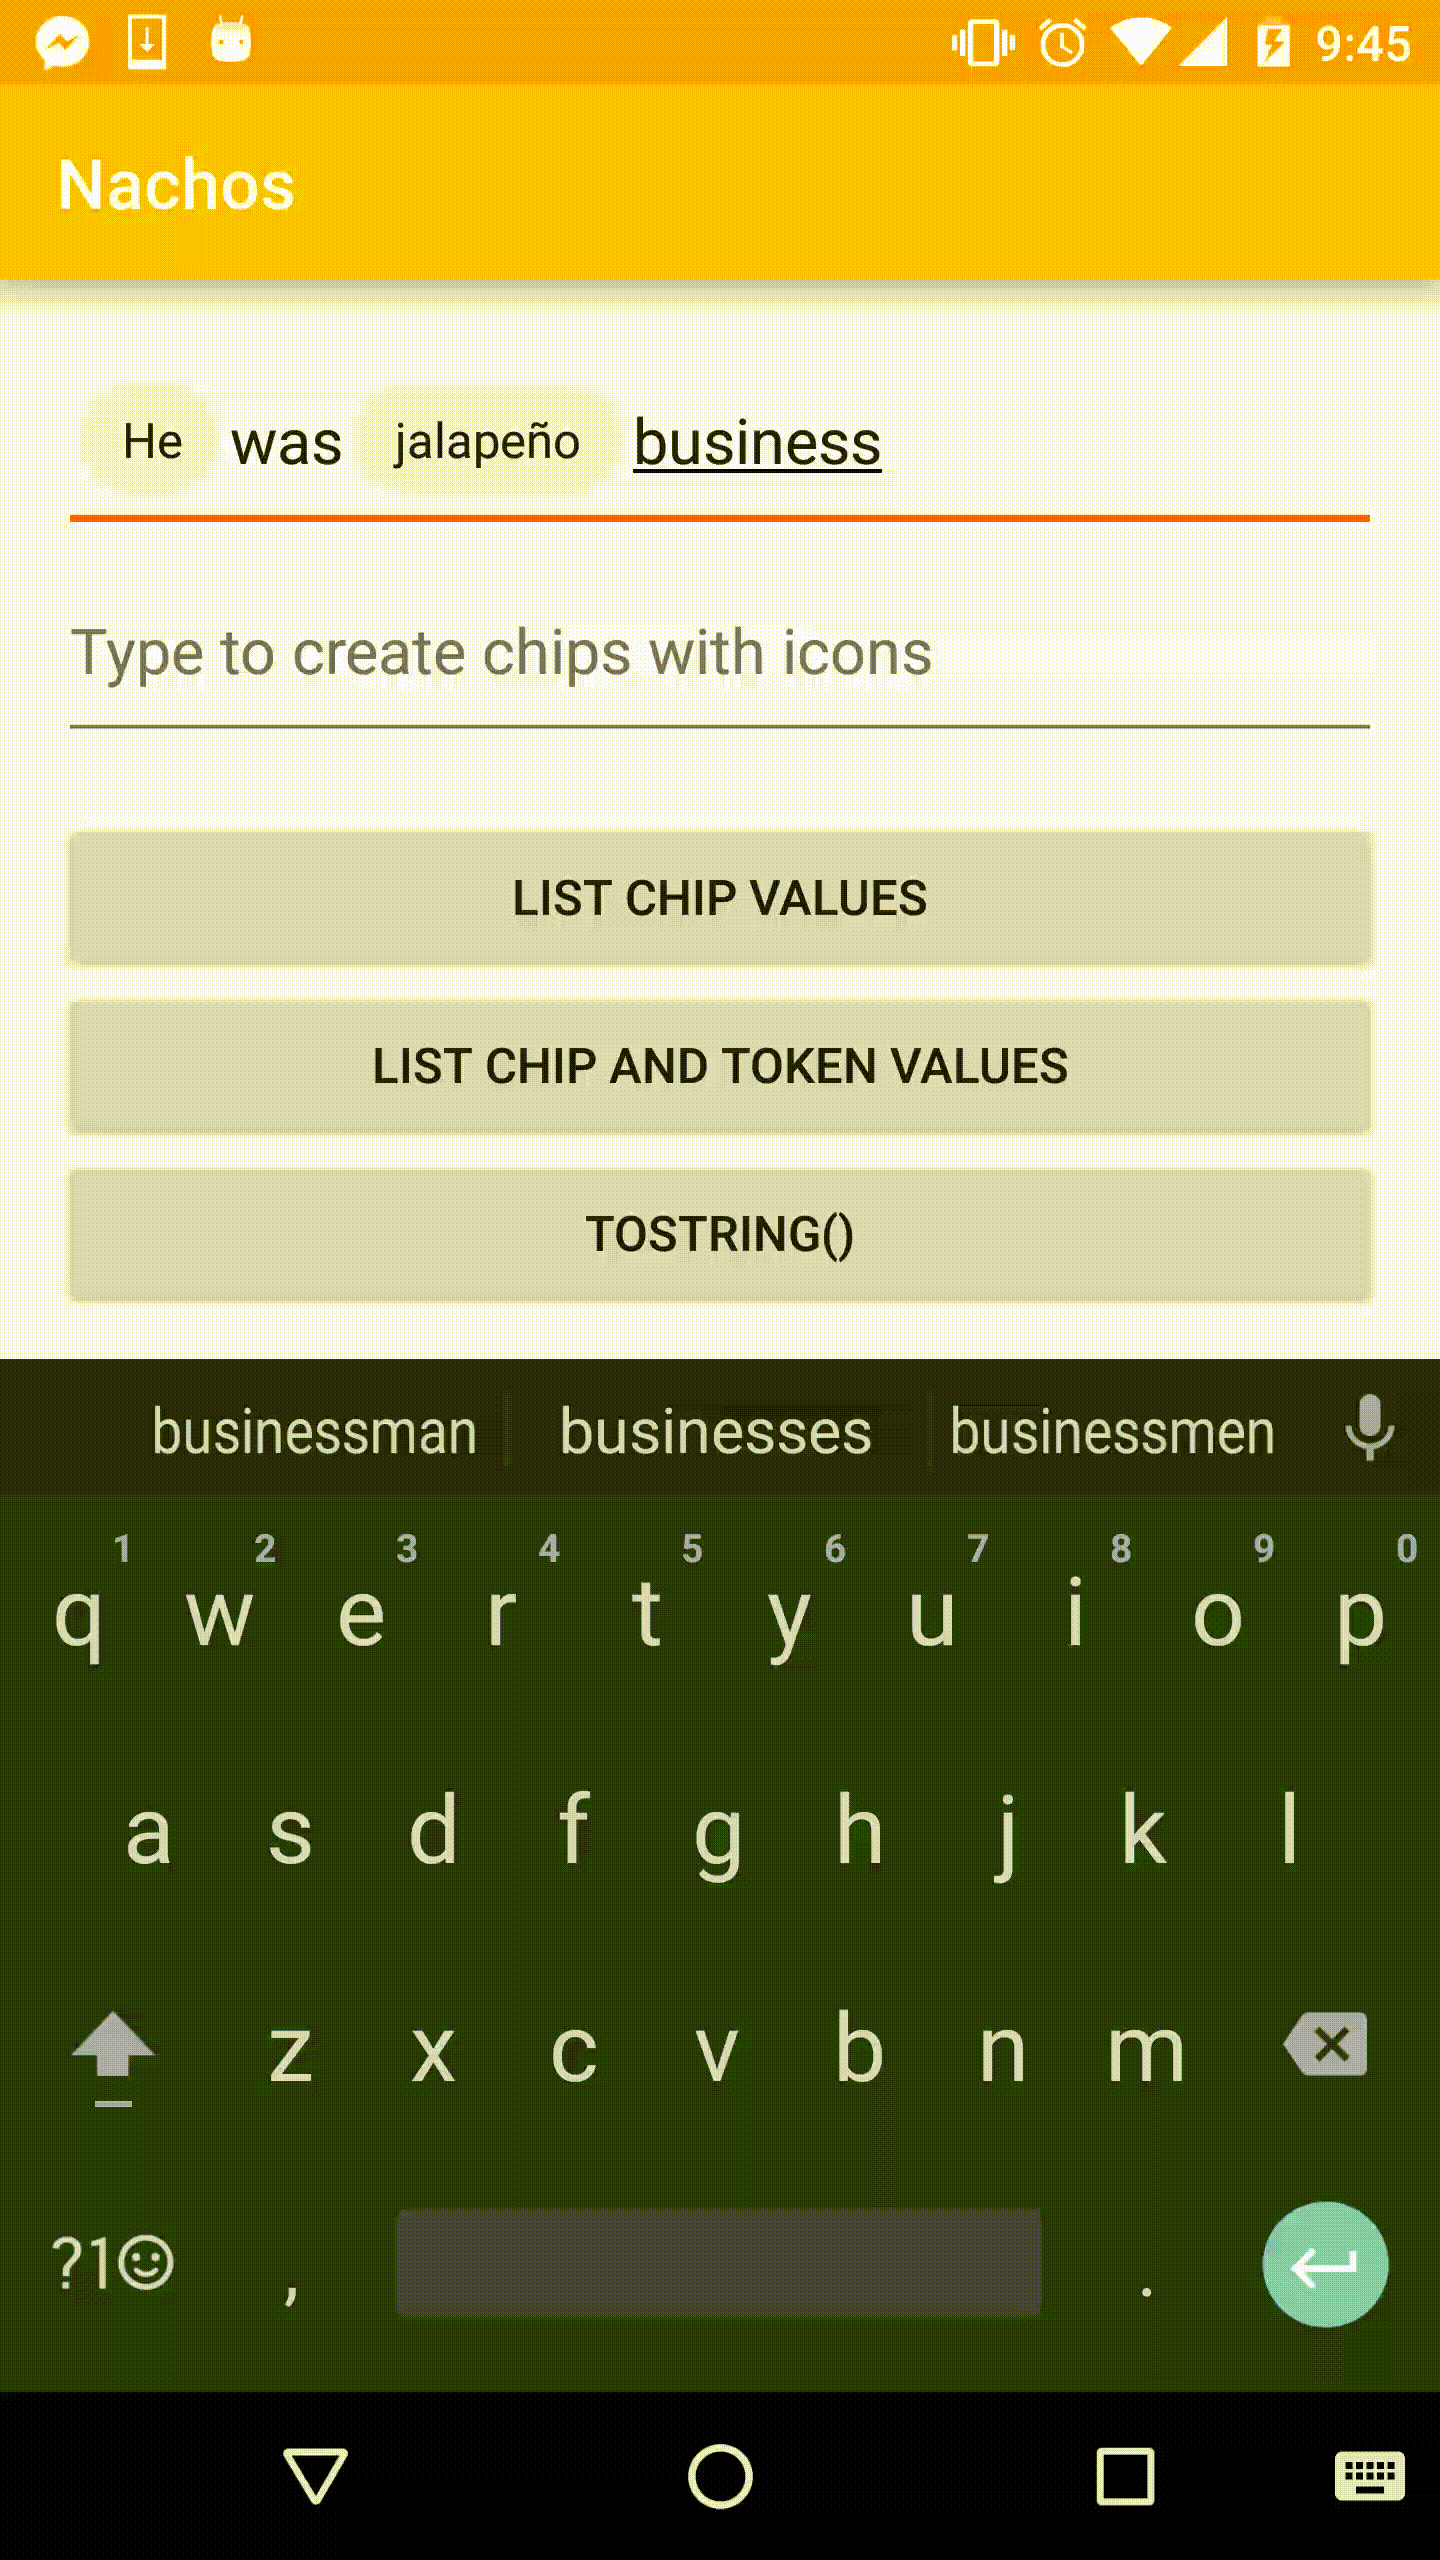 9:45
Nachos
He was jalapeño business
Type to create chips with icons
LIST CHIP VALUES
LIST CHIP AND TOKEN VALUES
TOSTRING()
businessman businesses businessmen
1 2 3 4 5 6 7 8 9 0
q w e r t y u i o p
a s d f g h j k l
z x c v b n m
?1☺ , .